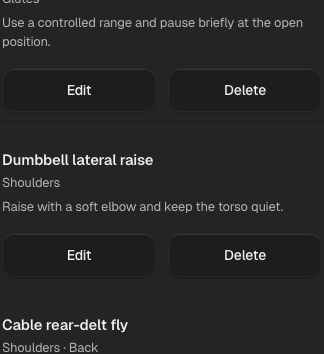 Glutes
Use a controlled range and pause briefly at the open
position.
Edit Delete
Dumbbell lateral raise
Shoulders
Raise with a soft elbow and keep the torso quiet.
Edit Delete
Cable rear-delt fly
Shoulders · Back